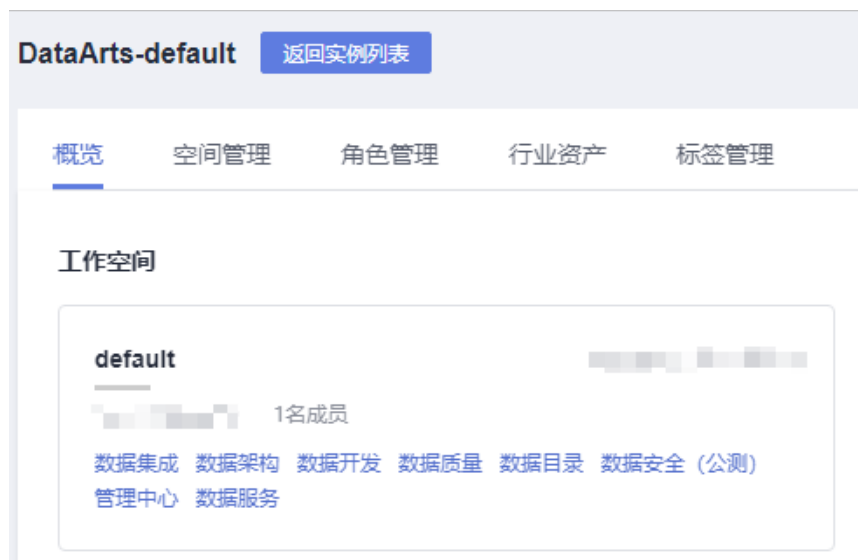 DataArts-default 返回实例列表
概览 空间管理 角色管理 行业资产 标签管理
工作空间
default
1名成员
数据集成 数据架构 数据开发 数据质量 数据目录 数据安全（公测）
管理中心 数据服务